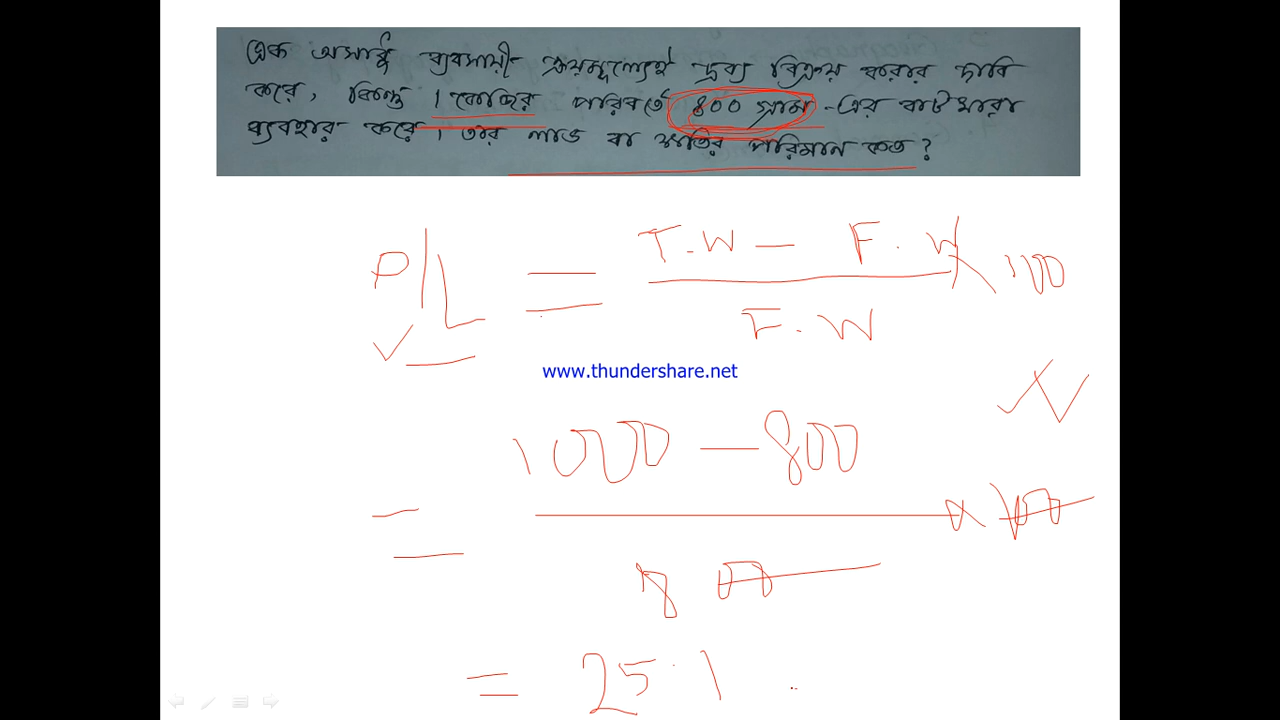 এক অসাধু ব্যবসায়ী ক্রয়মূল্যেই দ্রব্য বিক্রয় করার দাবি
করে, কিন্তু 1 কেজির পরিবর্তে 800 গ্রাম-এর বাটখারা
ব্যবহার করে। তার লাভ বা ক্ষতির পরিমান কত?
P/L = T.W — F.W × 100
F.W
www.thundershare.net
1000 — 800
= × 100
800
= 25%